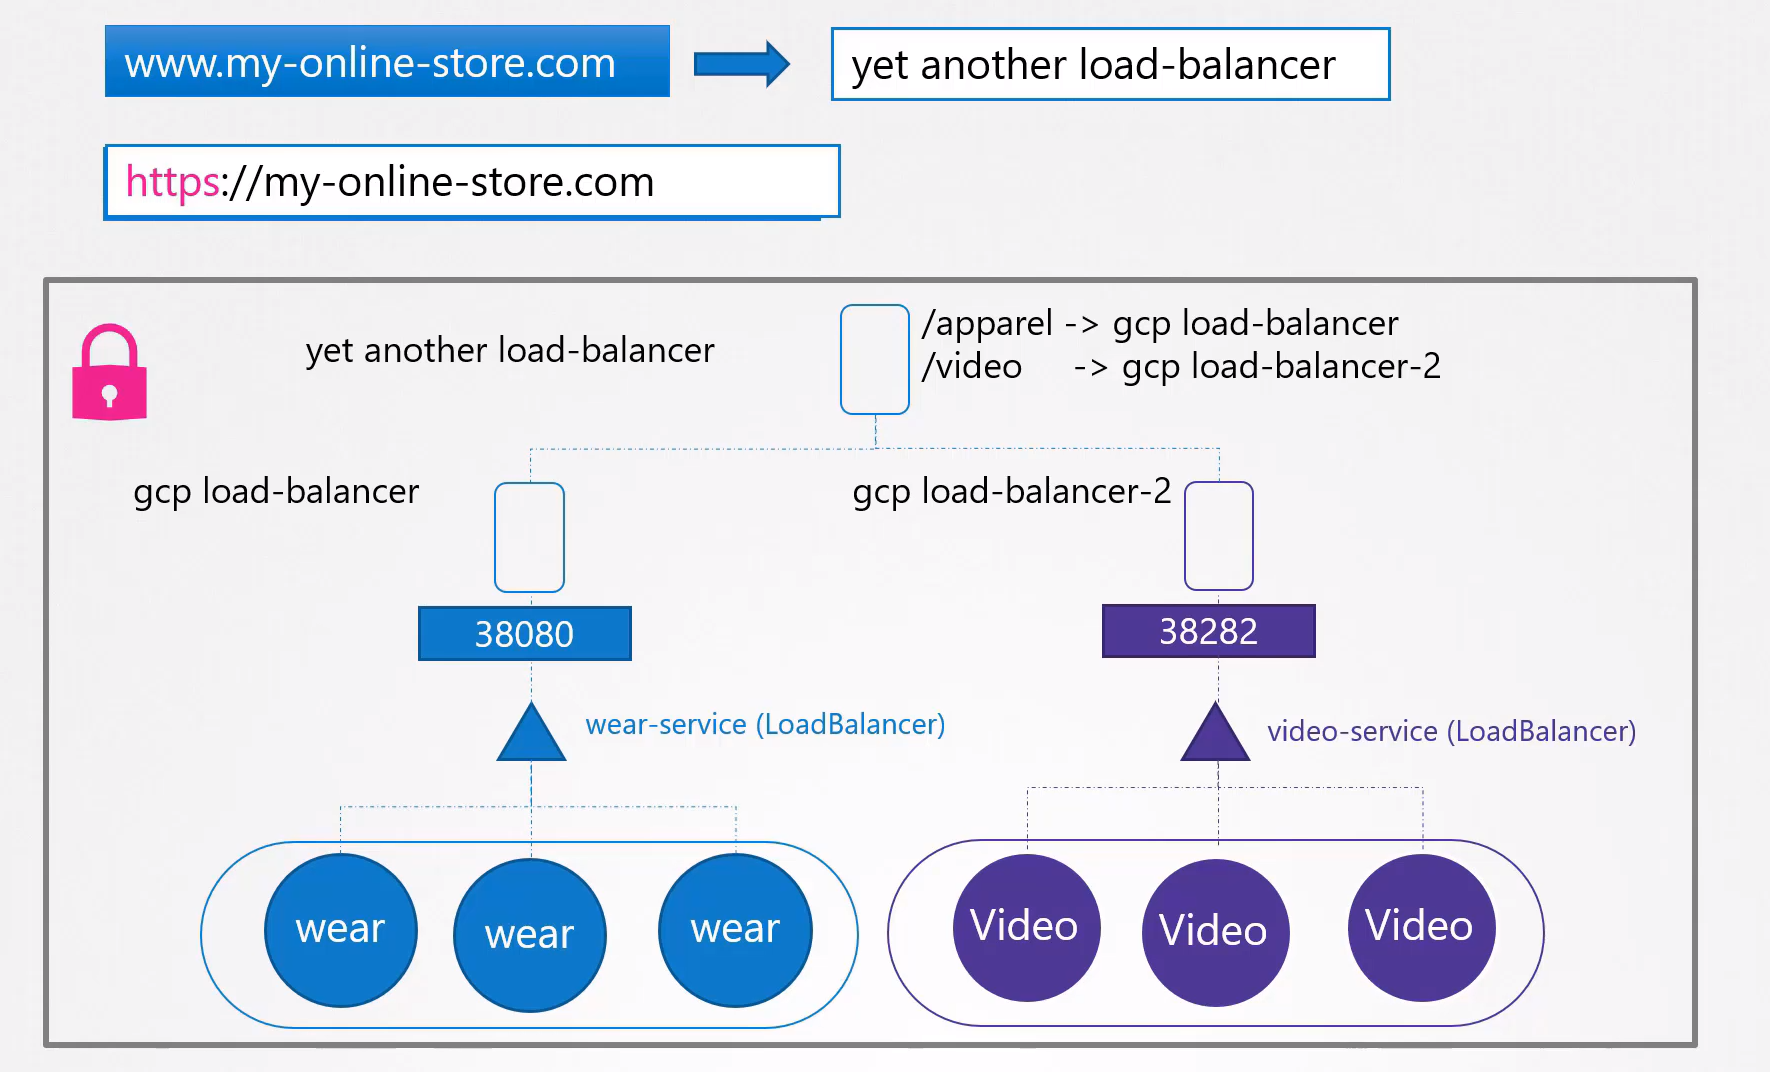 www.my-online-store.com
yet another load-balancer
https://my-online-store.com
yet another load-balancer
/apparel -> gcp load-balancer
/video -> gcp load-balancer-2
gcp load-balancer
gcp load-balancer-2
38080
38282
wear-service (LoadBalancer)
video-service (LoadBalancer)
wear
wear
wear
Video
Video
Video